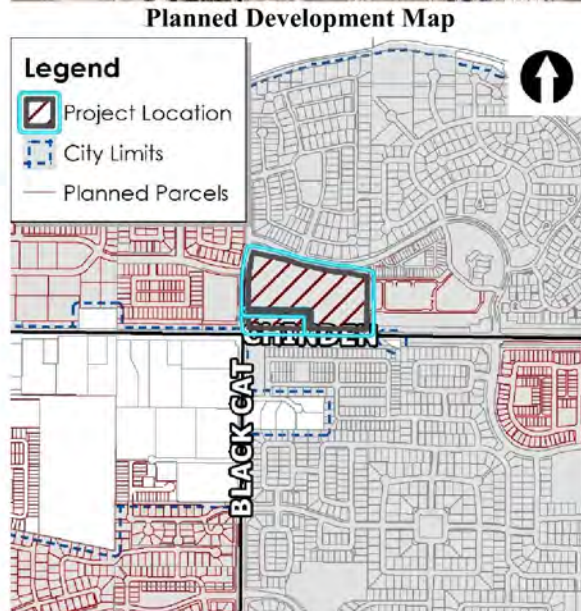 Planned Development Map
Legend
Project Location
City Limits
Planned Parcels
CHINDEN
BLACK CAT